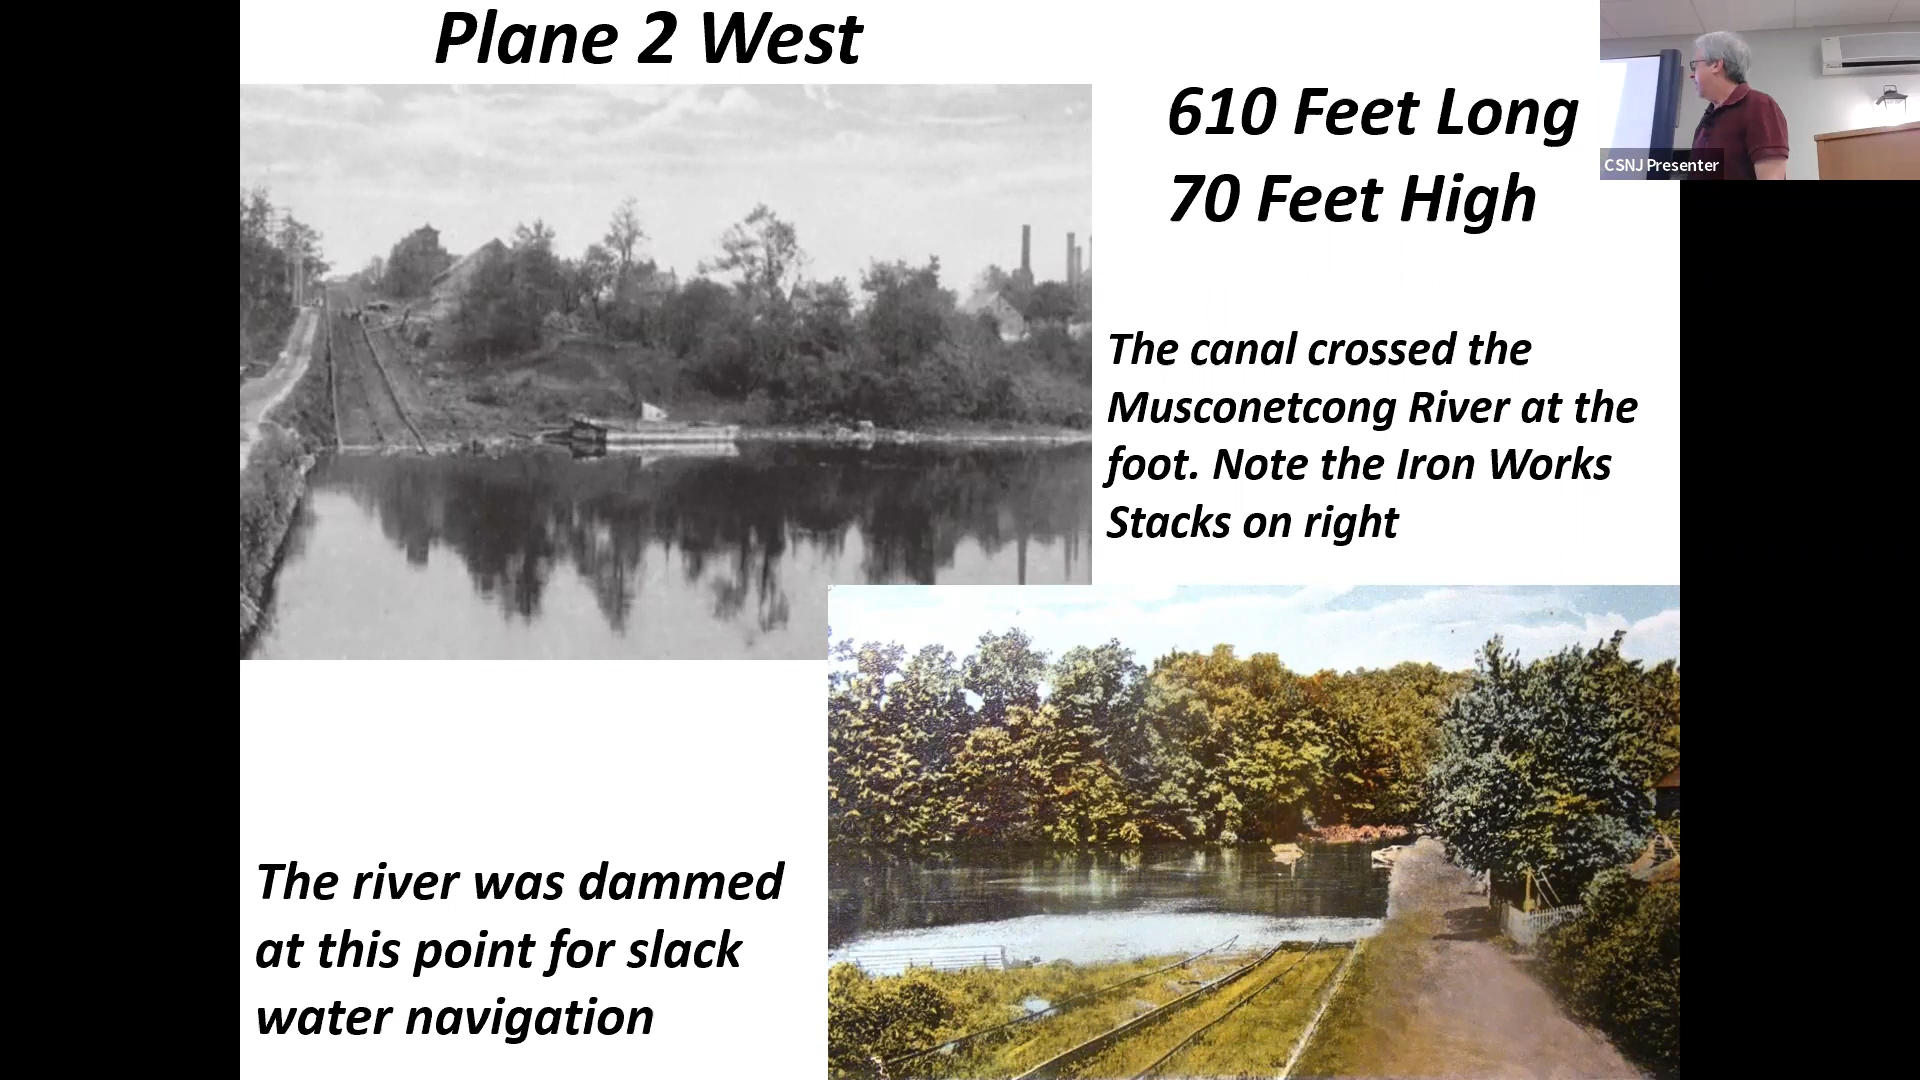 Plane 2 West
610 Feet Long
70 Feet High
CSNJ Presenter
The canal crossed the
Musconetcong River at the
foot. Note the Iron Works
Stacks on right
The river was dammed
at this point for slack
water navigation